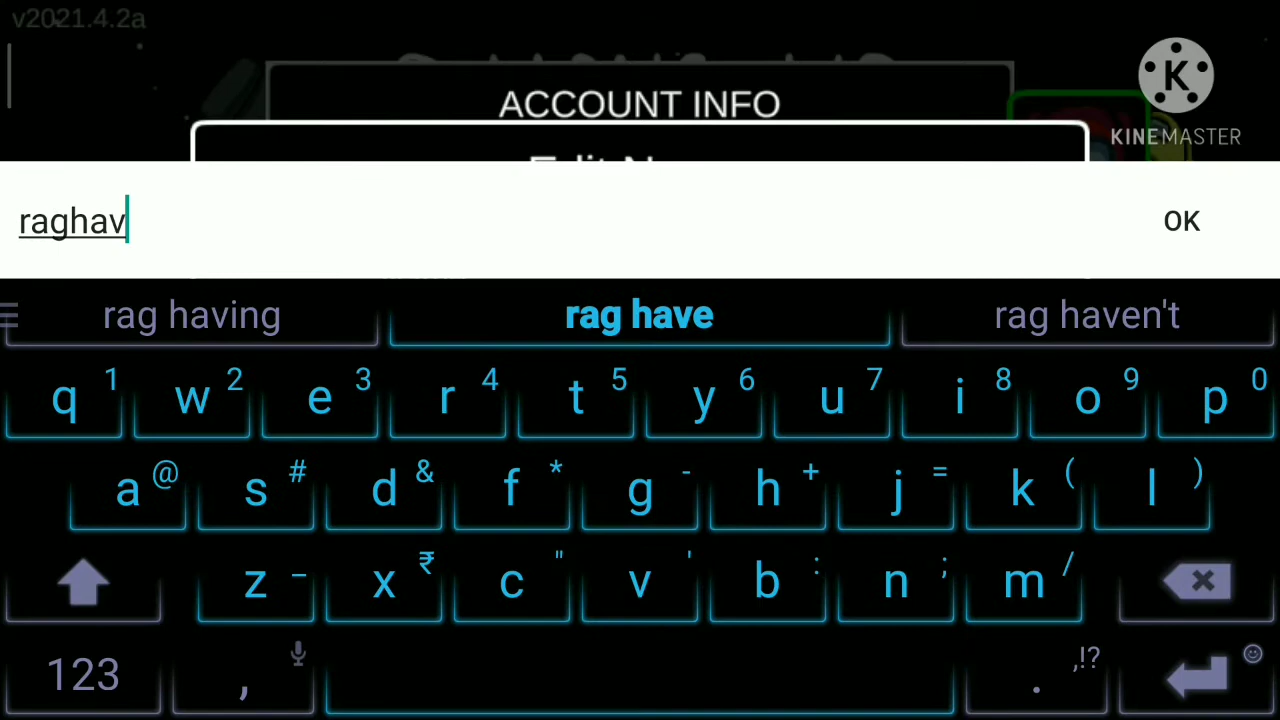 v2021.4.2a
ACCOUNT INFO
K
KINEMASTER
raghav
OK
rag having rag have rag haven't
q 1 w 2 e 3 r 4 t 5 y 6 u 7 i 8 o 9 p 0
a @ s # d & f * g - h + j = k ( l )
z _ x ₹ c " v ' b : n ; m /
123 , . ,!?